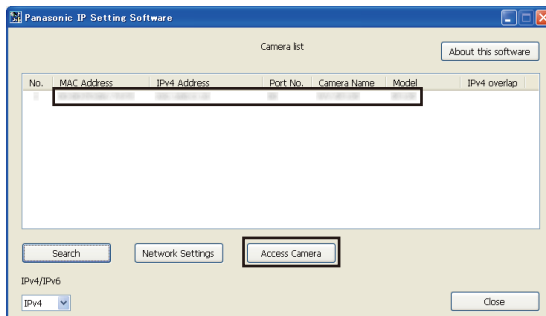 Panasonic IP Setting Software
Camera list
About this software
No. MAC Address IPv4 Address Port No. Camera Name Model IPv4 overlap
Search Network Settings Access Camera
IPv4/IPv6
IPv4 Close